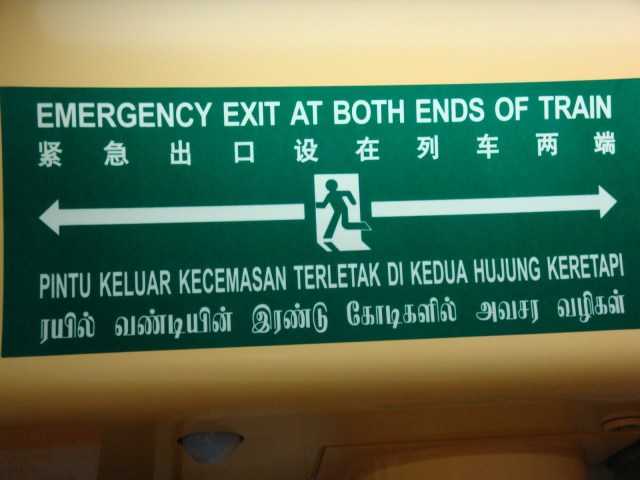 EMERGENCY EXIT AT BOTH ENDS OF TRAIN
紧急出口设在列车两端
PINTU KELUAR KECEMASAN TERLETAK DI KEDUA HUJUNG KERETAPI
ரயில் வண்டியின் இரண்டு கோடிகளில் அவசர வழிகள்